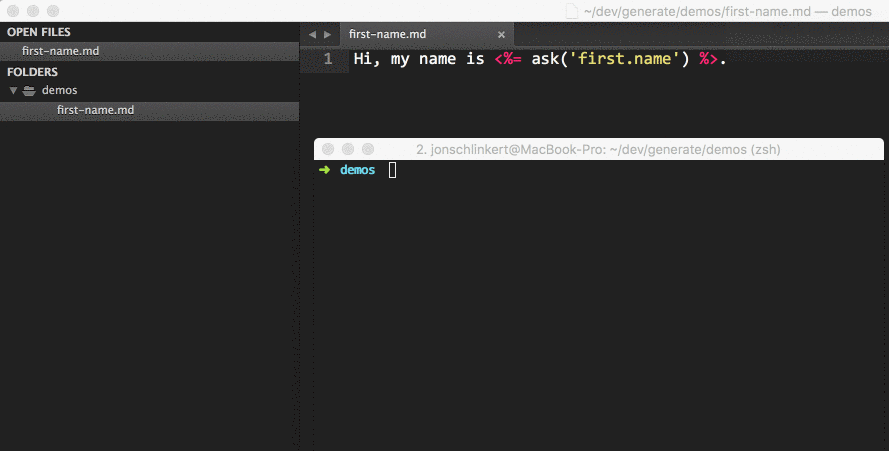 ~/dev/generate/demos/first-name.md — demos
OPEN FILES
first-name.md
FOLDERS
demos
first-name.md
first-name.md ×
1 Hi, my name is <%= ask('first.name') %>.
2. jonschlinkert@MacBook-Pro: ~/dev/generate/demos (zsh)
➜ demos